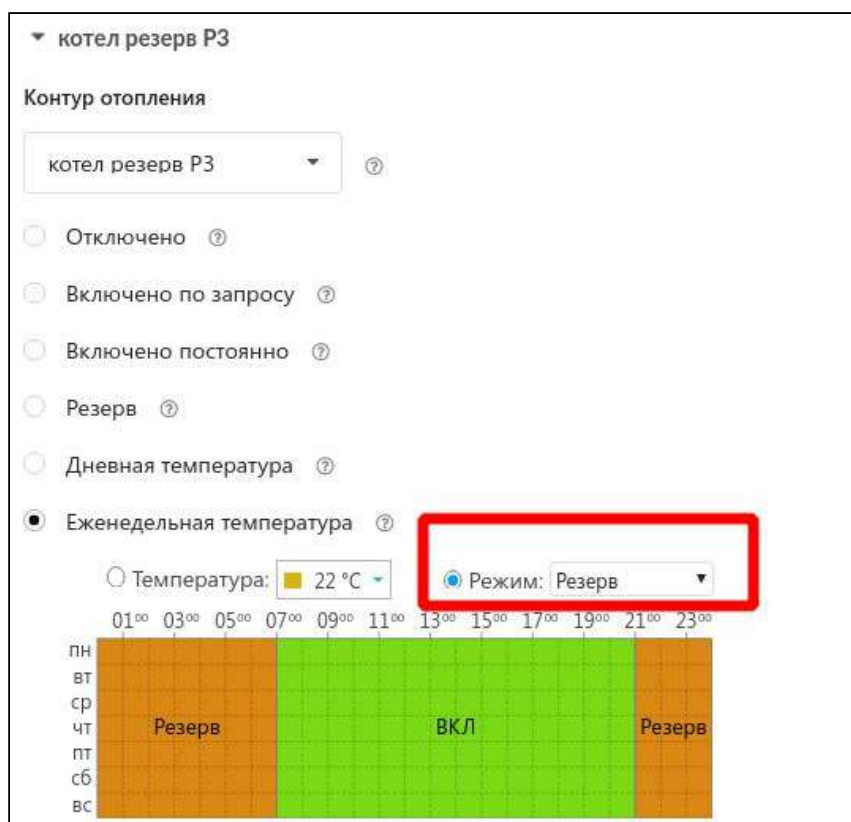 котел резерв Р3
Контур отопления
котел резерв Р3
Отключено
Включено по запросу
Включено постоянно
Резерв
Дневная температура
Еженедельная температура
Температура: 22 °C Режим: Резерв
01⁰⁰ 03⁰⁰ 05⁰⁰ 07⁰⁰ 09⁰⁰ 11⁰⁰ 13⁰⁰ 15⁰⁰ 17⁰⁰ 19⁰⁰ 21⁰⁰ 23⁰⁰
пн
вт
ср
чт Резерв ВКЛ Резерв
пт
сб
вс